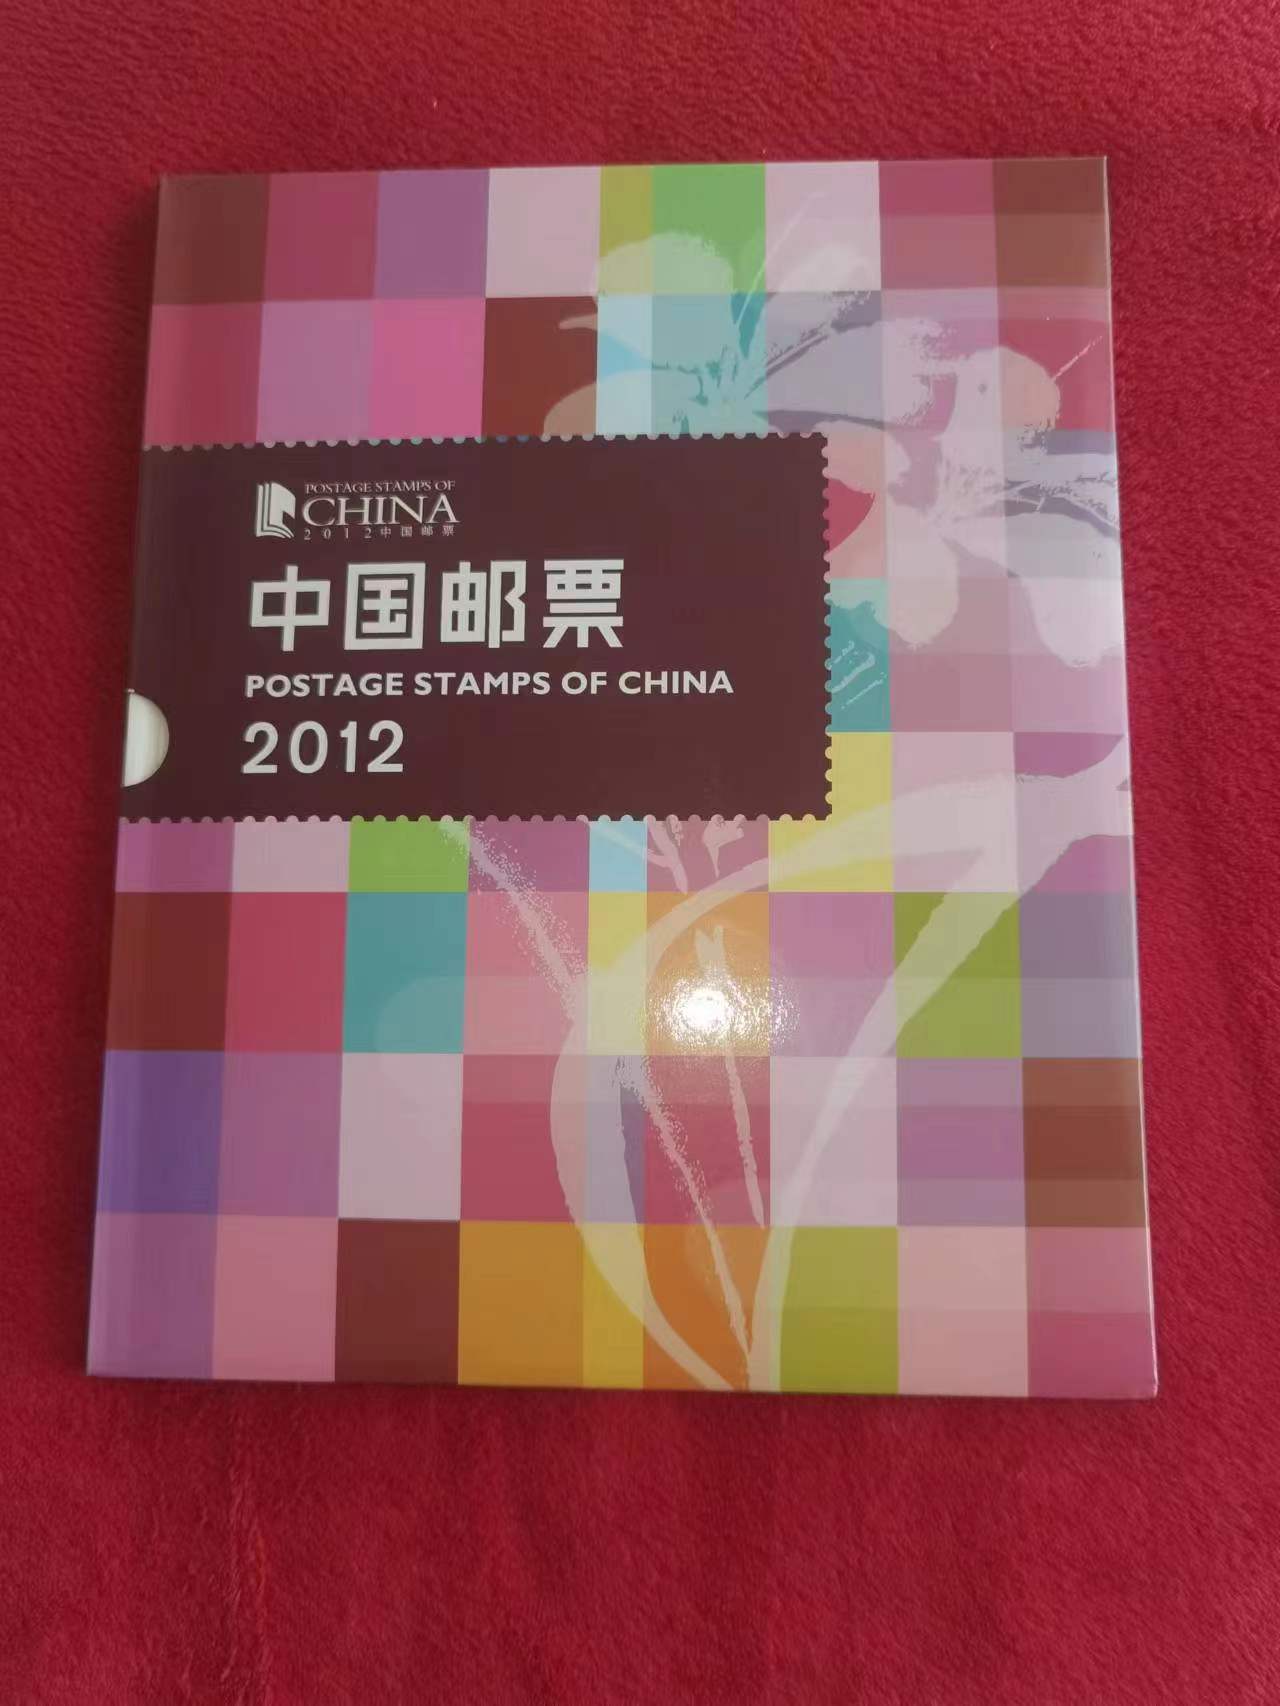 POSTAGE STAMPS OF
CHINA
2012中国邮票
中国邮票
POSTAGE STAMPS OF CHINA
2012